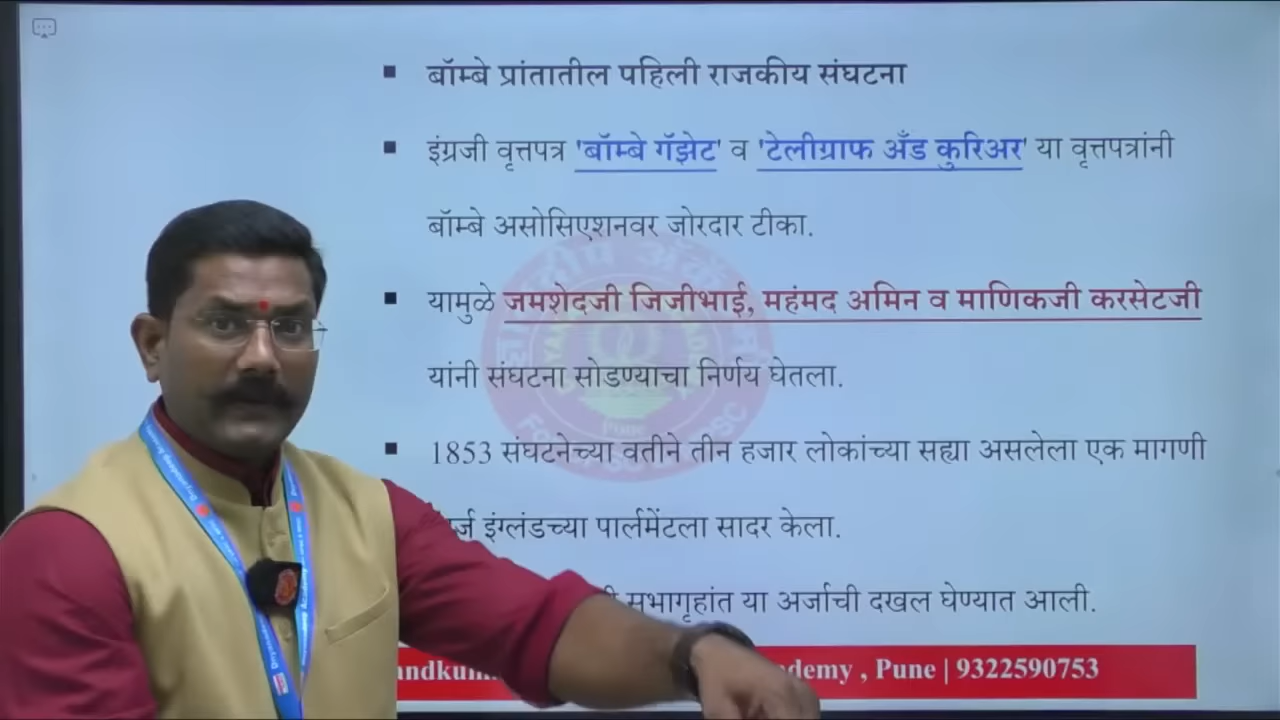 बॉम्बे प्रांतातील पहिली राजकीय संघटना
इंग्रजी वृत्तपत्र 'बॉम्बे गॅझेट' व 'टेलीग्राफ अँड कुरिअर' या वृत्तपत्रांनी
बॉम्बे असोसिएशनवर जोरदार टीका.
यामुळे जमशेदजी जिजीभाई, महंमद अमिन व माणिकजी करसेटजी
यांनी संघटना सोडण्याचा निर्णय घेतला.
1853 संघटनेच्या वतीने तीन हजार लोकांच्या सह्या असलेला एक मागणी
इंग्लंडच्या पार्लमेंटला सादर केला.
सभागृहांत या अर्जाची दखल घेण्यात आली.
, Pune | 9322590753